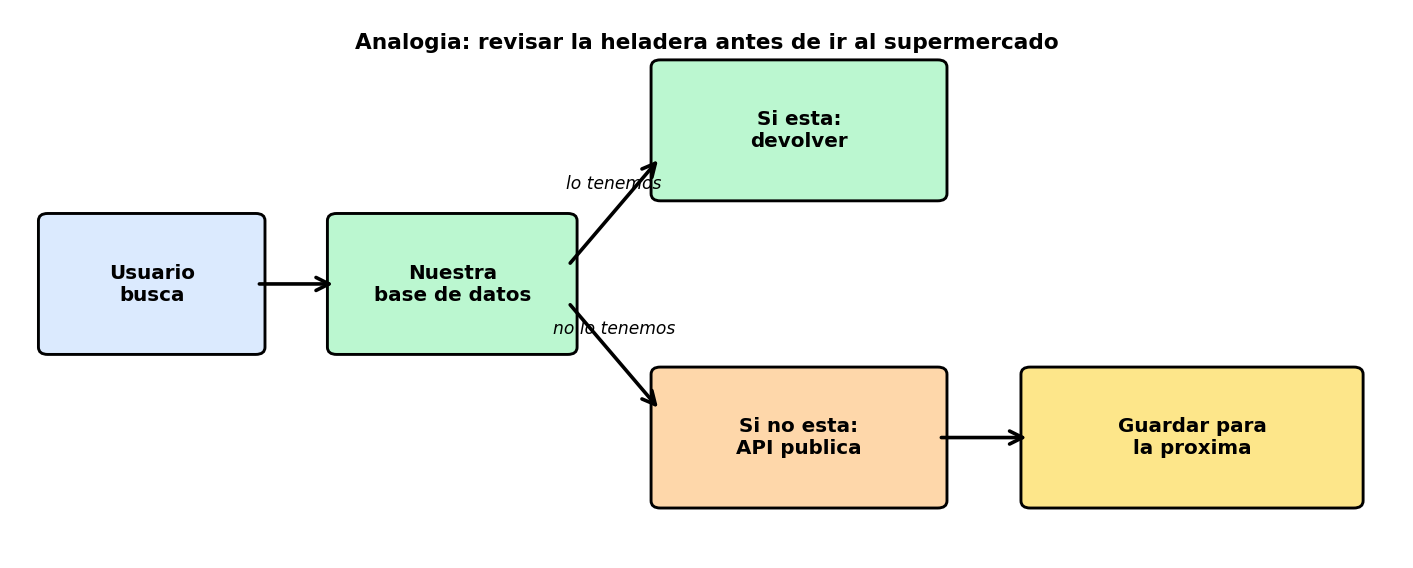 Analogia: revisar la heladera antes de ir al supermercado
Si esta:
devolver
lo tenemos
Usuario
busca
Nuestra
base de datos
no lo tenemos
Si no esta:
API publica
Guardar para
la proxima